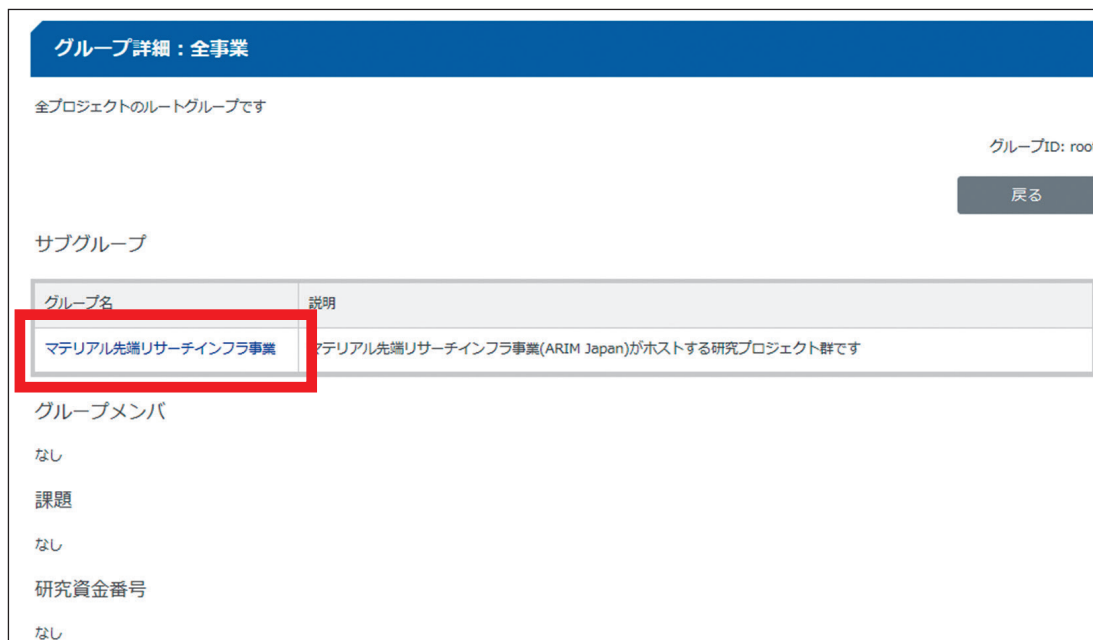 グループ詳細：全事業
全プロジェクトのルートグループです
グループID: root
戻る
サブグループ
グループ名 説明
マテリアル先端リサーチインフラ事業 マテリアル先端リサーチインフラ事業(ARIM Japan)がホストする研究プロジェクト群です
グループメンバ
なし
課題
なし
研究資金番号
なし